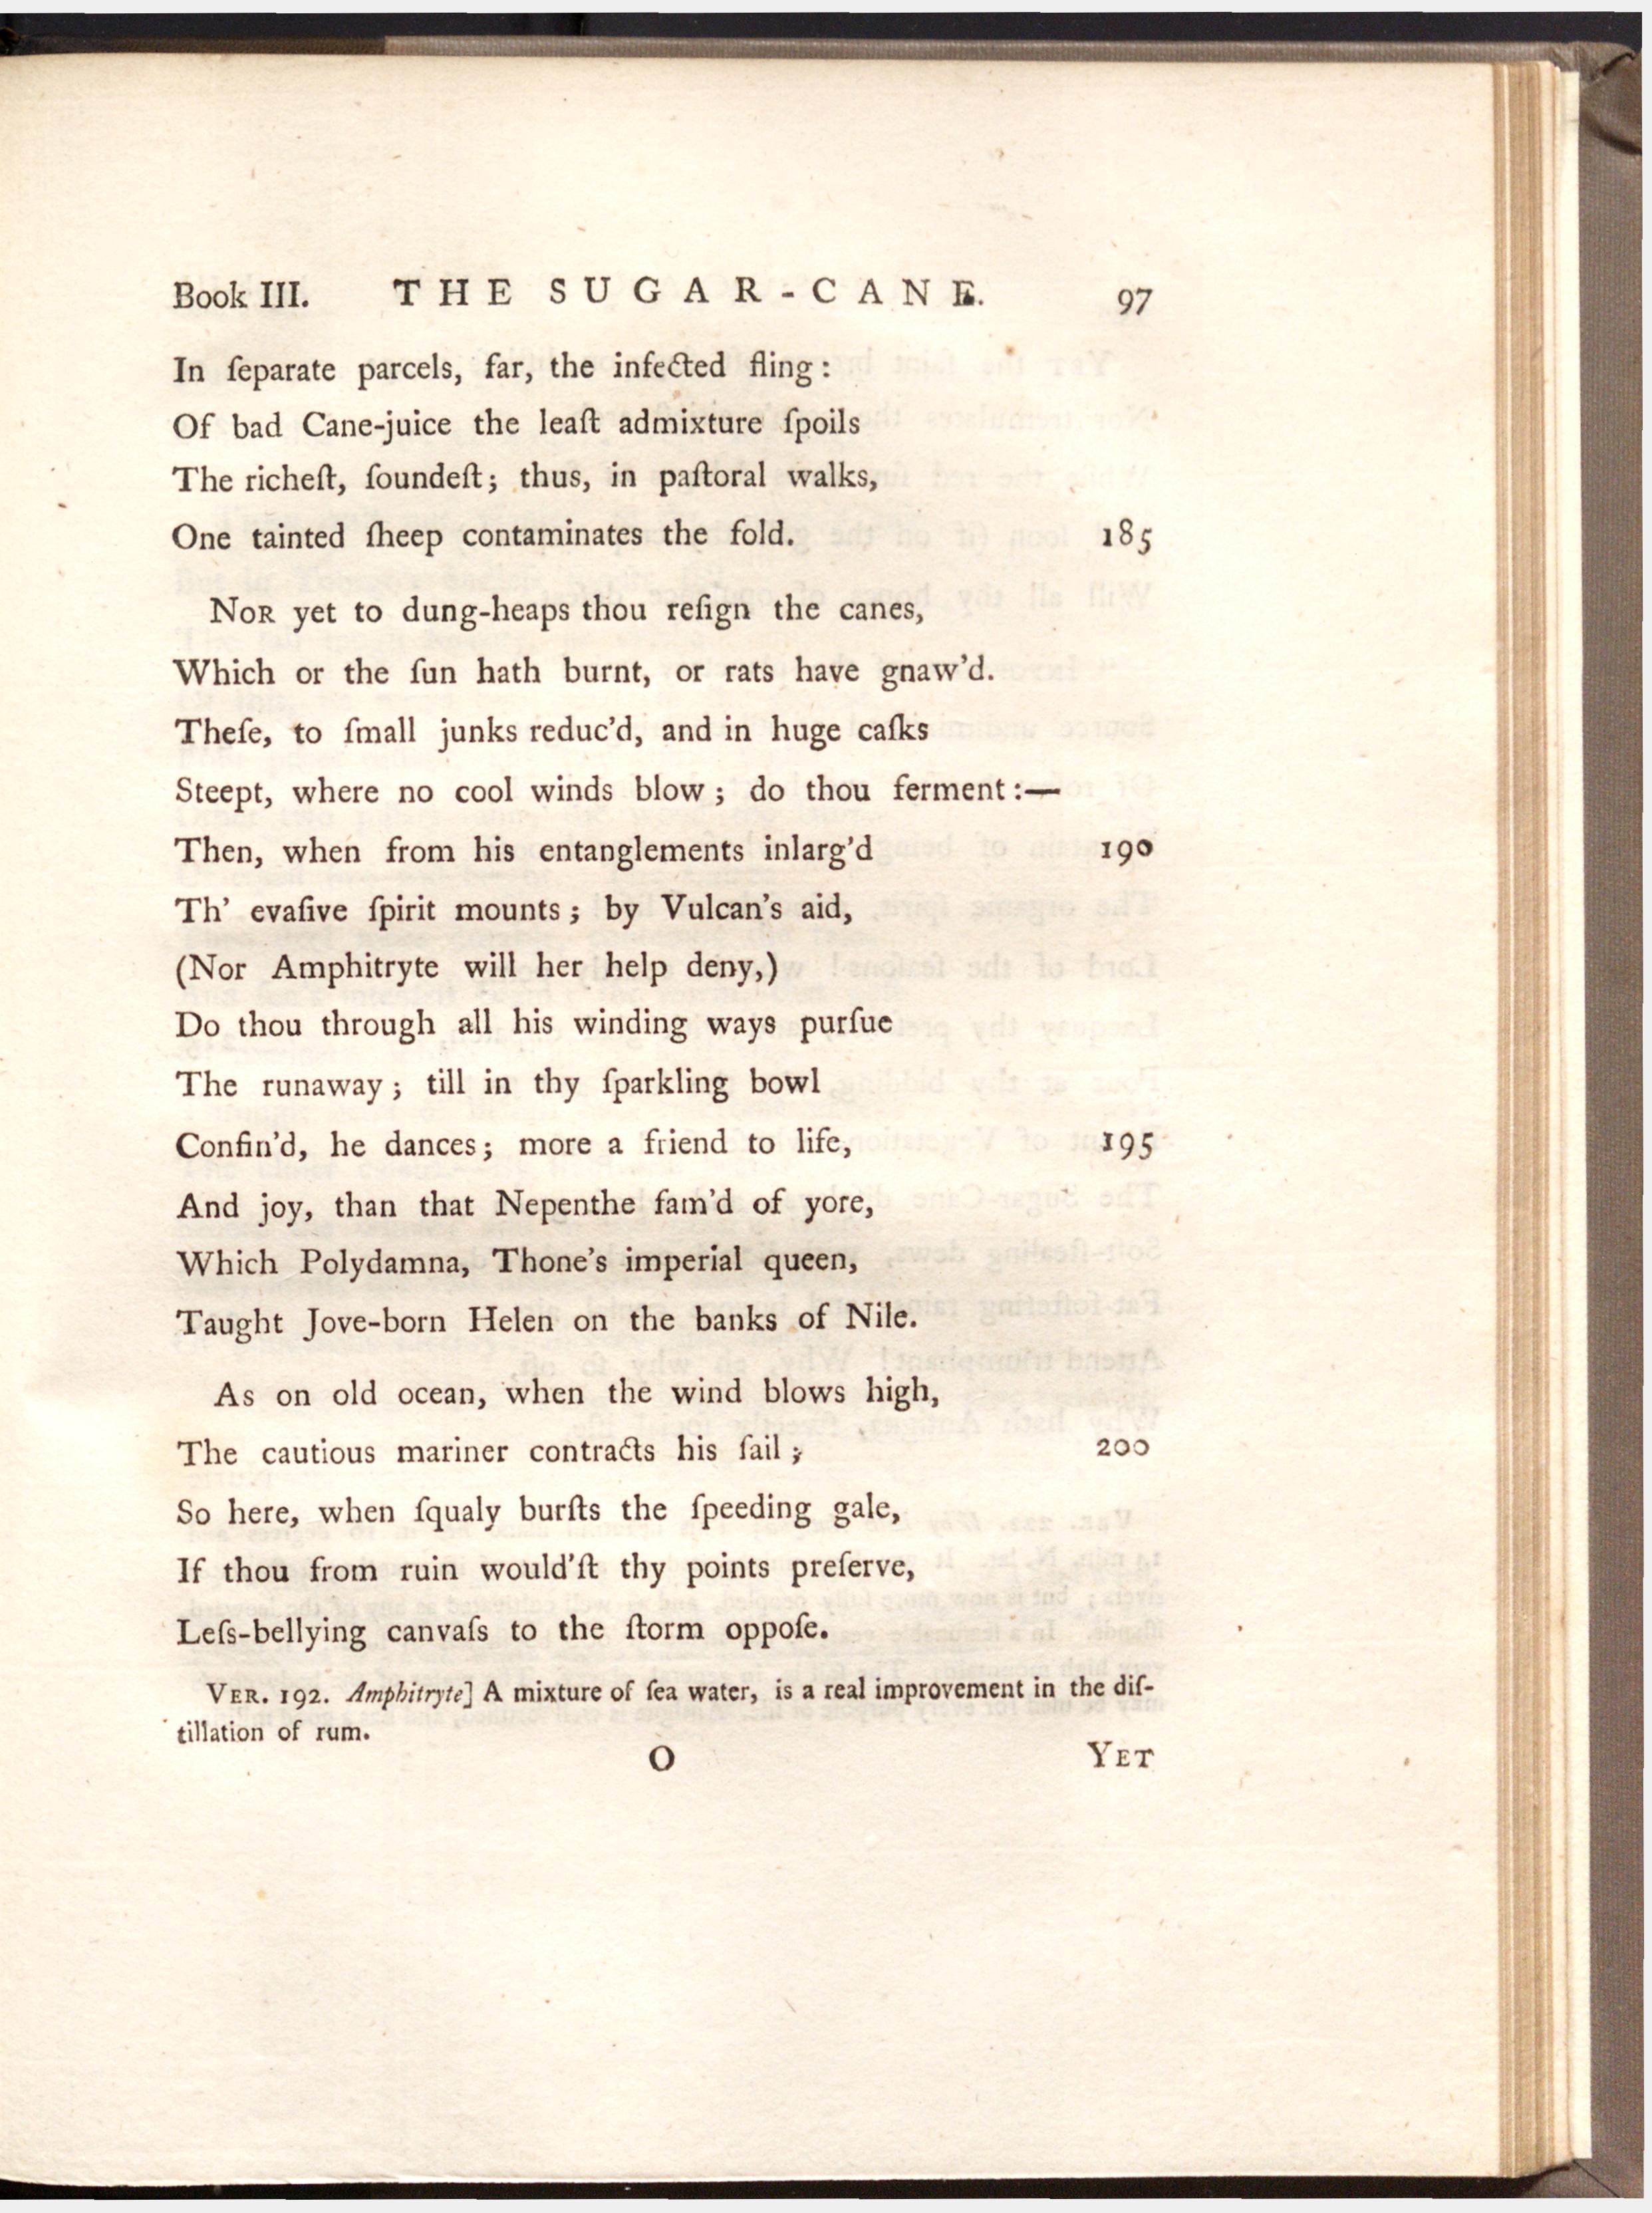 Book III. THE SUGAR-CANE. 97
In ſeparate parcels, far, the infected fling:
Of bad Cane-juice the leaſt admixture ſpoils
The richeſt, ſoundeſt; thus, in paſtoral walks,
One tainted ſheep contaminates the fold. 185
NOR yet to dung-heaps thou reſign the canes,
Which or the ſun hath burnt, or rats have gnaw'd.
Theſe, to ſmall junks reduc'd, and in huge caſks
Steept, where no cool winds blow; do thou ferment:—
Then, when from his entanglements inlarg'd 190
Th' evaſive ſpirit mounts; by Vulcan's aid,
(Nor Amphitryte will her help deny,)
Do thou through all his winding ways purſue
The runaway; till in thy ſparkling bowl
Confin'd, he dances; more a friend to life, 195
And joy, than that Nepenthe fam'd of yore,
Which Polydamna, Thone's imperial queen,
Taught Jove-born Helen on the banks of Nile.
As on old ocean, when the wind blows high,
The cautious mariner contracts his ſail; 200
So here, when ſqualy burſts the ſpeeding gale,
If thou from ruin would'ſt thy points preſerve,
Leſs-bellying canvaſs to the ſtorm oppoſe.
VER. 192. Amphitryte] A mixture of ſea water, is a real improvement in the diſ-
tillation of rum.
O YET